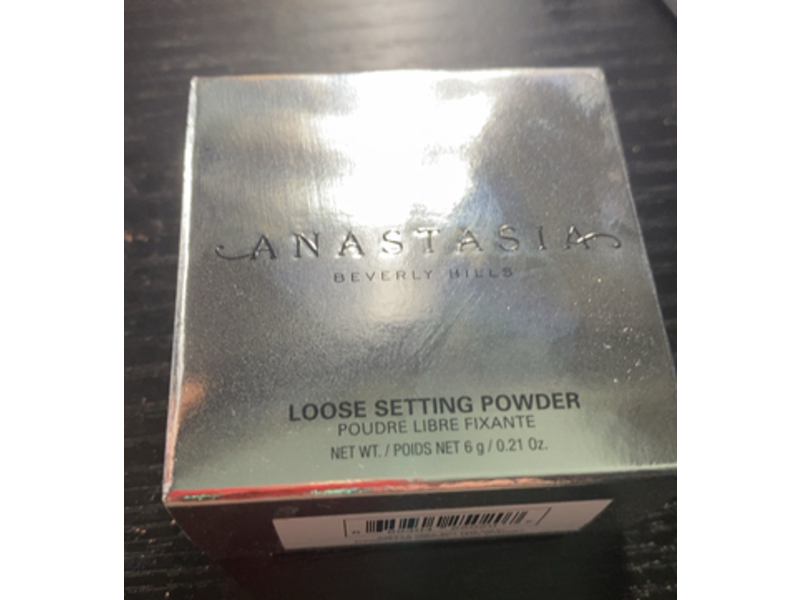 ANASTASIA
BEVERLY HILLS
LOOSE SETTING POWDER
POUDRE LIBRE FIXANTE
NET WT. / POIDS NET 6 g / 0.21 Oz.